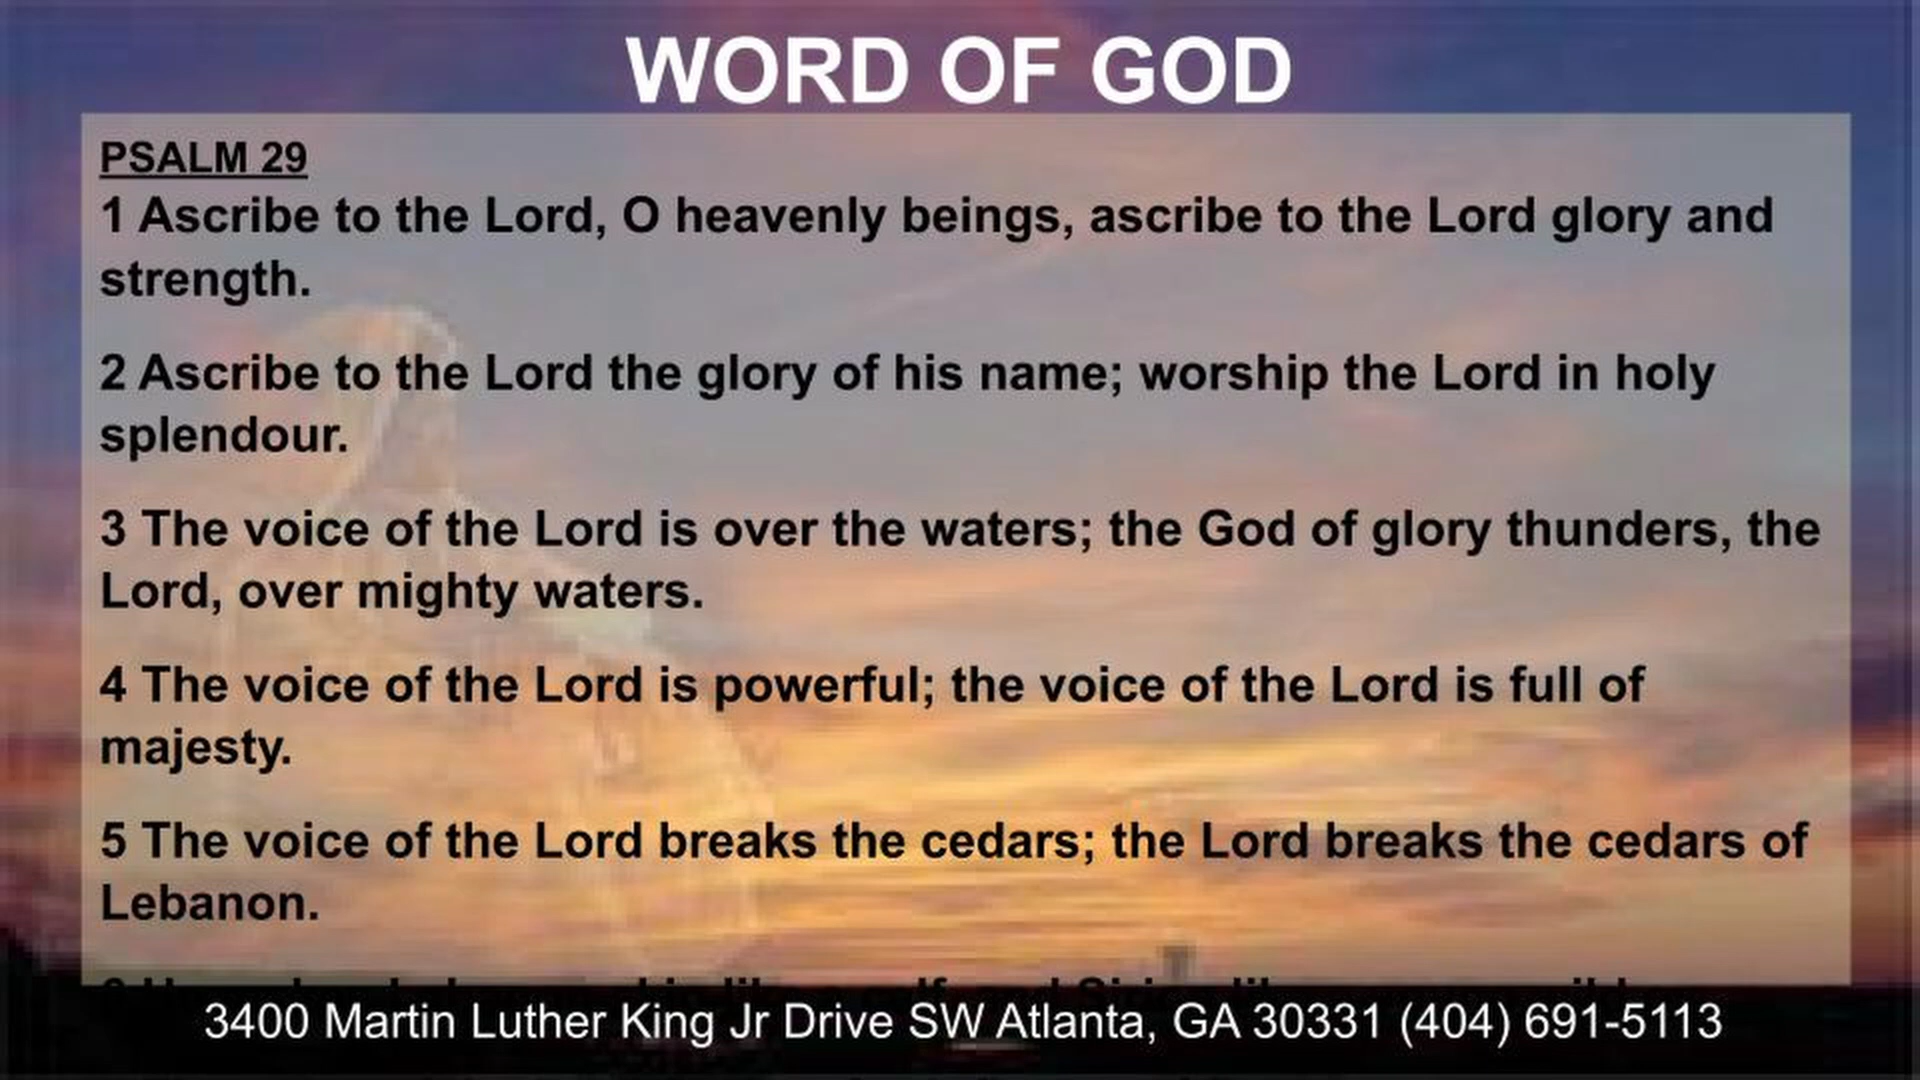 WORD OF GOD
PSALM 29
1 Ascribe to the Lord, O heavenly beings, ascribe to the Lord glory and
strength.
2 Ascribe to the Lord the glory of his name; worship the Lord in holy
splendour.
3 The voice of the Lord is over the waters; the God of glory thunders, the
Lord, over mighty waters.
4 The voice of the Lord is powerful; the voice of the Lord is full of
majesty.
5 The voice of the Lord breaks the cedars; the Lord breaks the cedars of
Lebanon.
3400 Martin Luther King Jr Drive SW Atlanta, GA 30331 (404) 691-5113